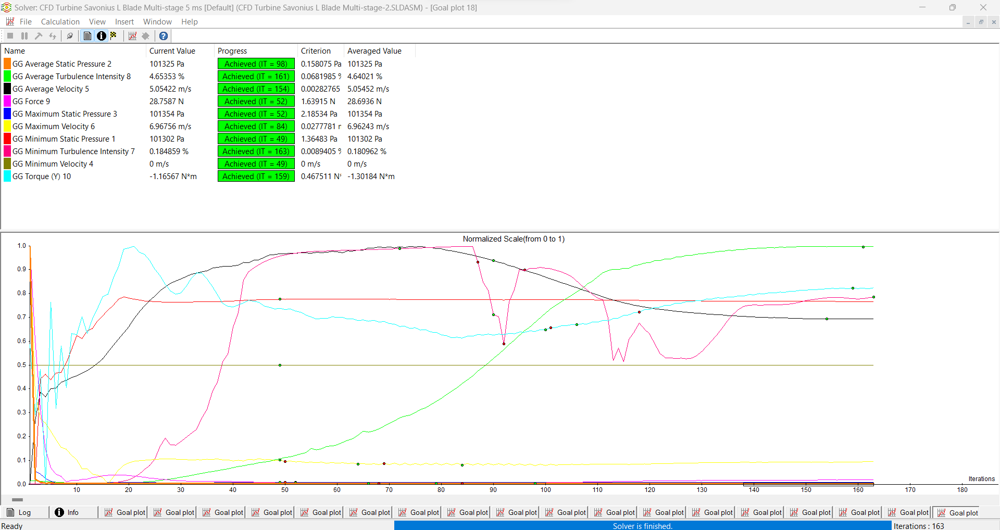 Solver: CFD Turbine Savonius L Blade Multi-stage 5 ms [Default] (CFD Turbine Savonius L Blade Multi-stage-2.SLDASM) - [Goal plot 18]
File Calculation View Insert Window Help
Name Current Value Progress Criterion Averaged Value
GG Average Static Pressure 2 101325 Pa Achieved (IT = 98) 0.158075 Pa 101325 Pa
GG Average Turbulence Intensity 8 4.65353 % Achieved (IT = 161) 0.0681985 % 4.64021 %
GG Average Velocity 5 5.05422 m/s Achieved (IT = 154) 0.00282765 5.05452 m/s
GG Force 9 28.7587 N Achieved (IT = 52) 1.63915 N 28.6936 N
GG Maximum Static Pressure 3 101354 Pa Achieved (IT = 52) 2.18534 Pa 101354 Pa
GG Maximum Velocity 6 6.96756 m/s Achieved (IT = 84) 0.0277781 6.96243 m/s
GG Minimum Static Pressure 1 101302 Pa Achieved (IT = 49) 1.36483 Pa 101302 Pa
GG Minimum Turbulence Intensity 7 0.184859 % Achieved (IT = 163) 0.0089405 % 0.180962 %
GG Minimum Velocity 4 0 m/s Achieved (IT = 49) 0 m/s 0 m/s
GG Torque (Y) 10 -1.16567 N*m Achieved (IT = 159) 0.467511 N* -1.30184 N*m
Normalized Scale(from 0 to 1)
1.0
0.9
0.8
0.7
0.6
0.5
0.4
0.3
0.2
0.1
0.0
Iterations
10 20 30 40 50 60 70 80 90 100 110 120 130 140 150 160 170 180
Log Info Goal plot Goal plot Goal plot Goal plot Goal plot Goal plot Goal plot Goal plot Goal plot Goal plot Goal plot Goal plot Goal plot Goal plot Goal plot Goal plot Goal plot Goal plot
Ready Solver is finished. Iterations : 163